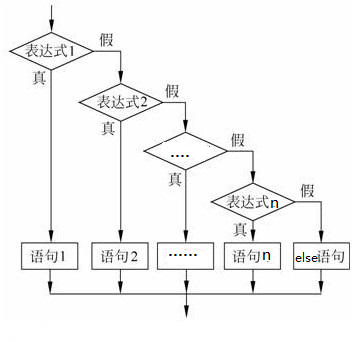 表达式1
假
真
表达式2
假
真
....
假
真
表达式n
假
真
语句1
语句2
......
语句n
else语句